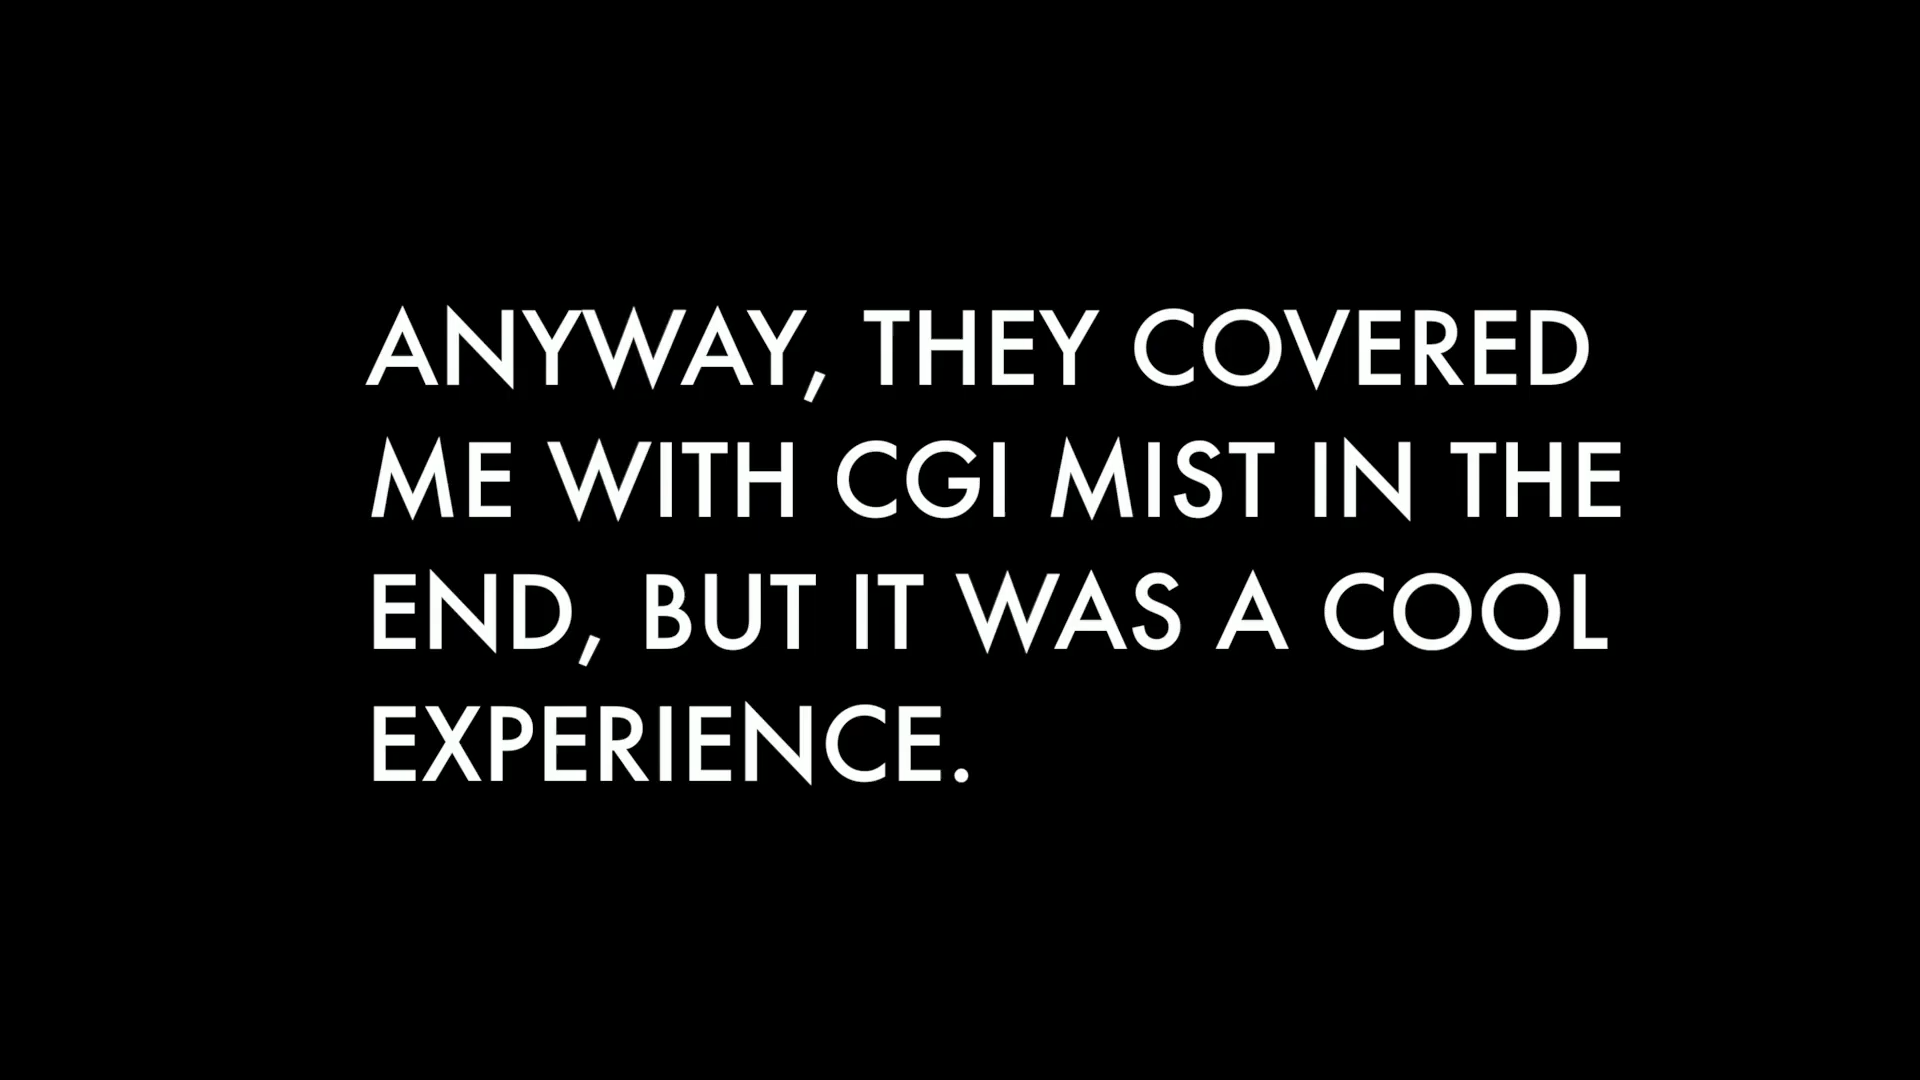 ANYWAY, THEY COVERED
ME WITH CGI MIST IN THE
END, BUT IT WAS A COOL
EXPERIENCE.